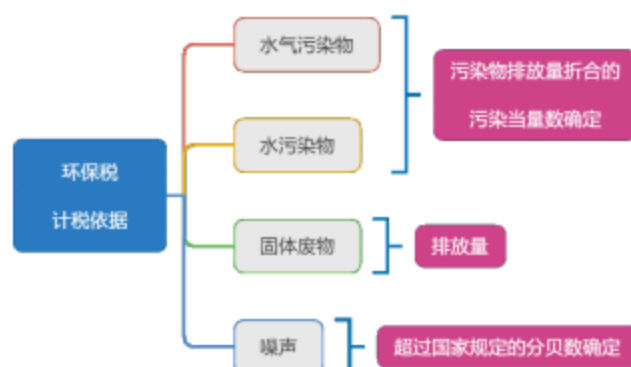 环保税
计税依据
水气污染物
水污染物
污染物排放量折合的
污染当量数确定
固体废物
排放量
噪声
超过国家规定的分贝数确定